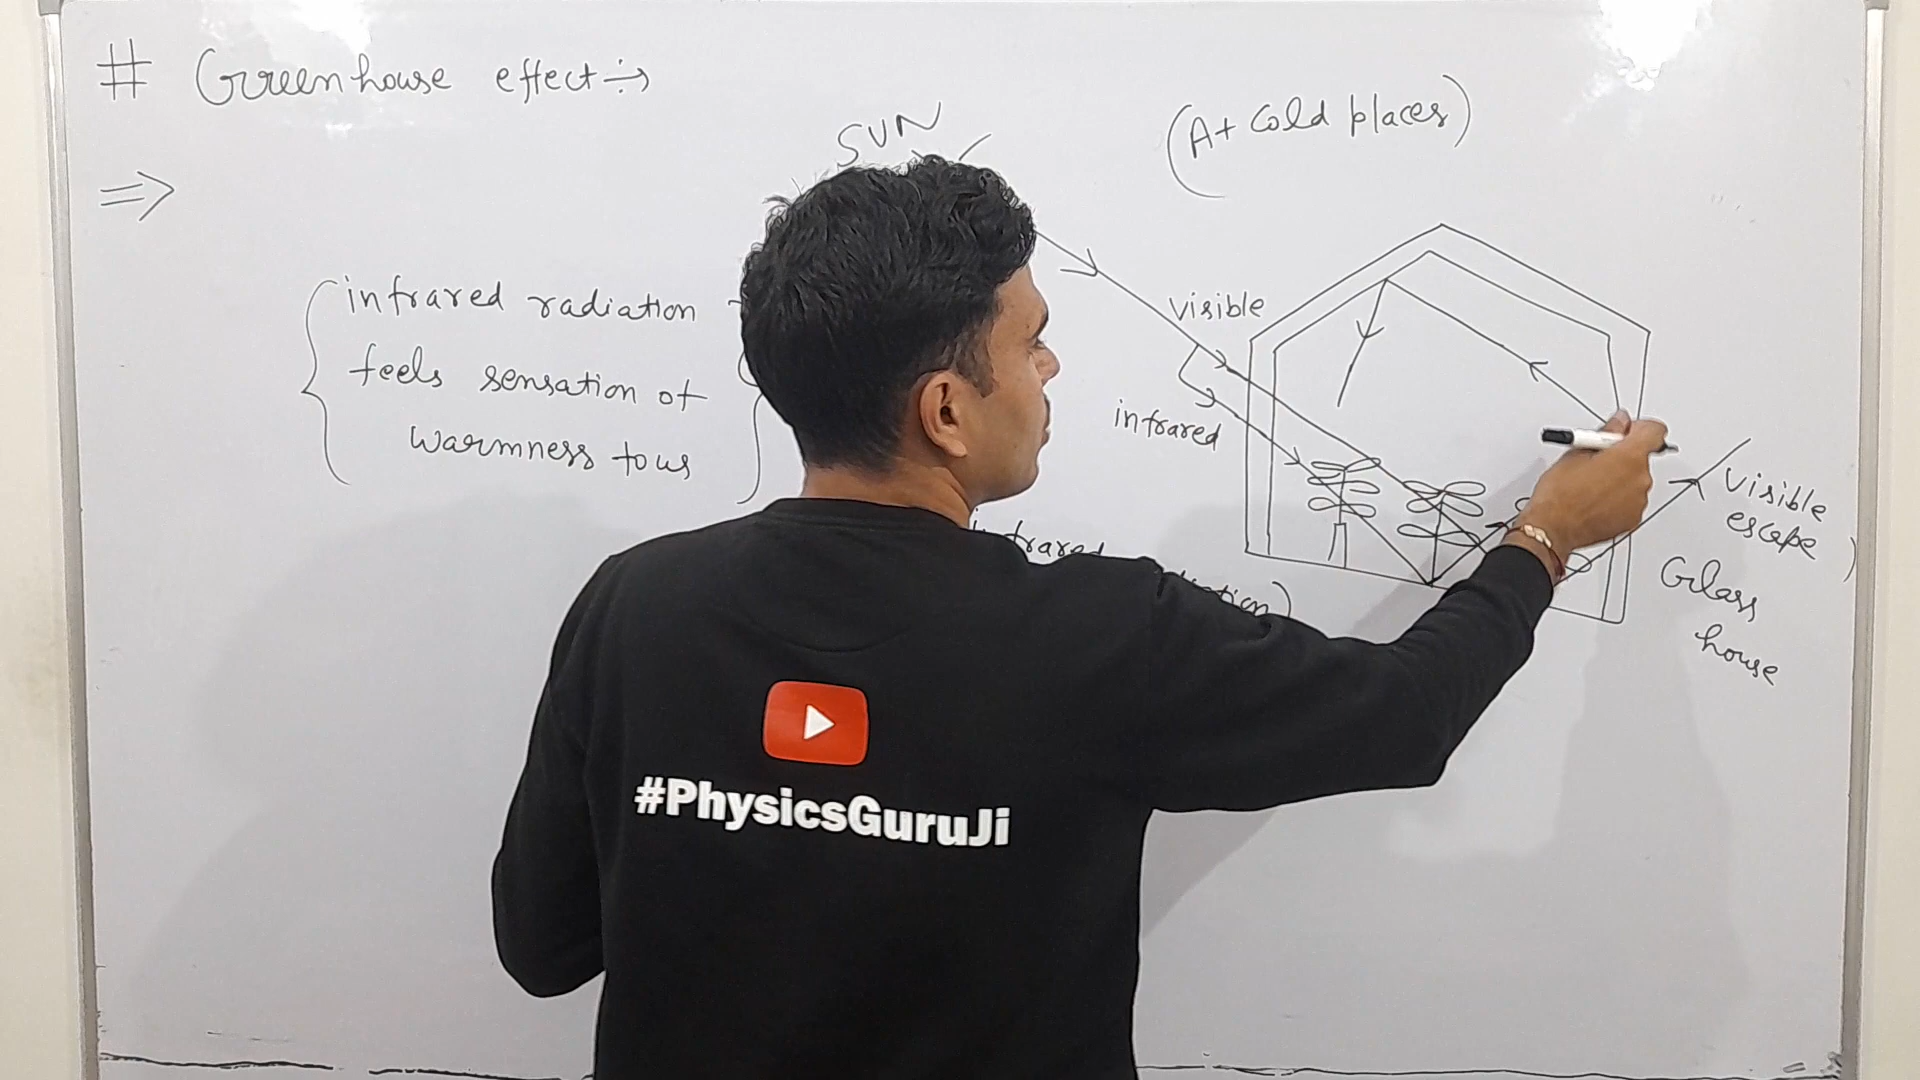 # Greenhouse effect ÷→
⇒
SUN
(At cold places)
infrared radiation
feels sensation of
warmness to us
visible
infrared
infrared
visible
escape
Glass
house
#PhysicsGuruJi